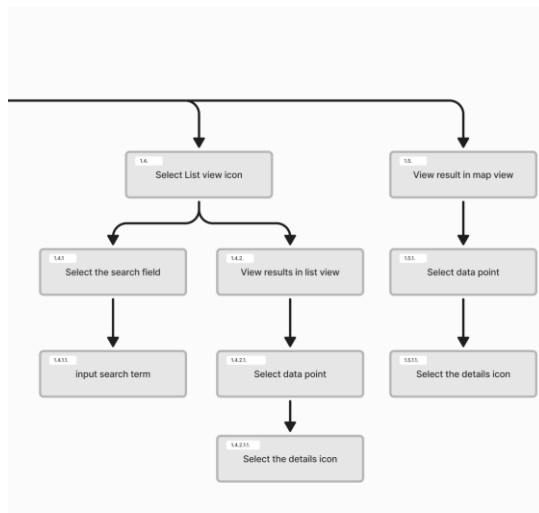 1.4.
Select List view icon
1.5.
View result in map view
1.4.1
Select the search field
1.4.2.
View results in list view
1.5.1.
Select data point
1.4.1.1.
input search term
1.4.2.1.
Select data point
1.5.1.1.
Select the details icon
1.4.2.1.1.
Select the details icon